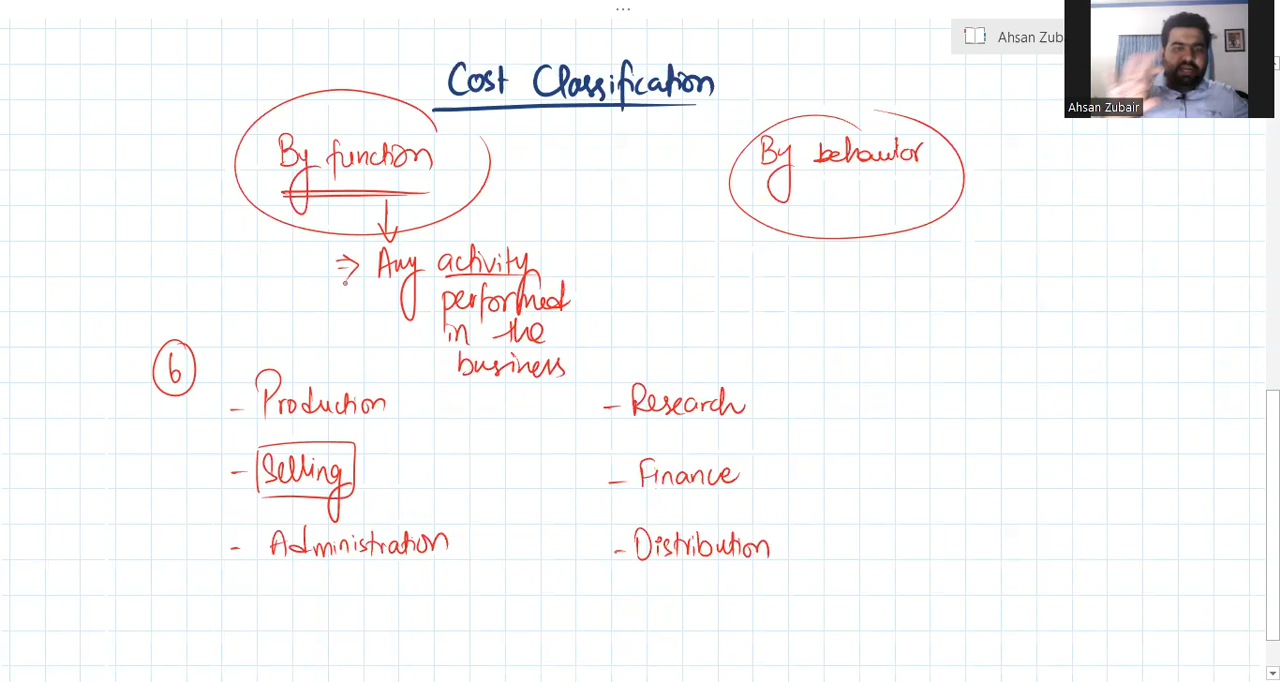 ...
Ahsan Zub
Ahsan Zubair
Cost Classification
By function
By behavior
⇒ Any activity
performed
in the
business
6
- Production
- Research
- Selling
- Finance
- Administration
- Distribution